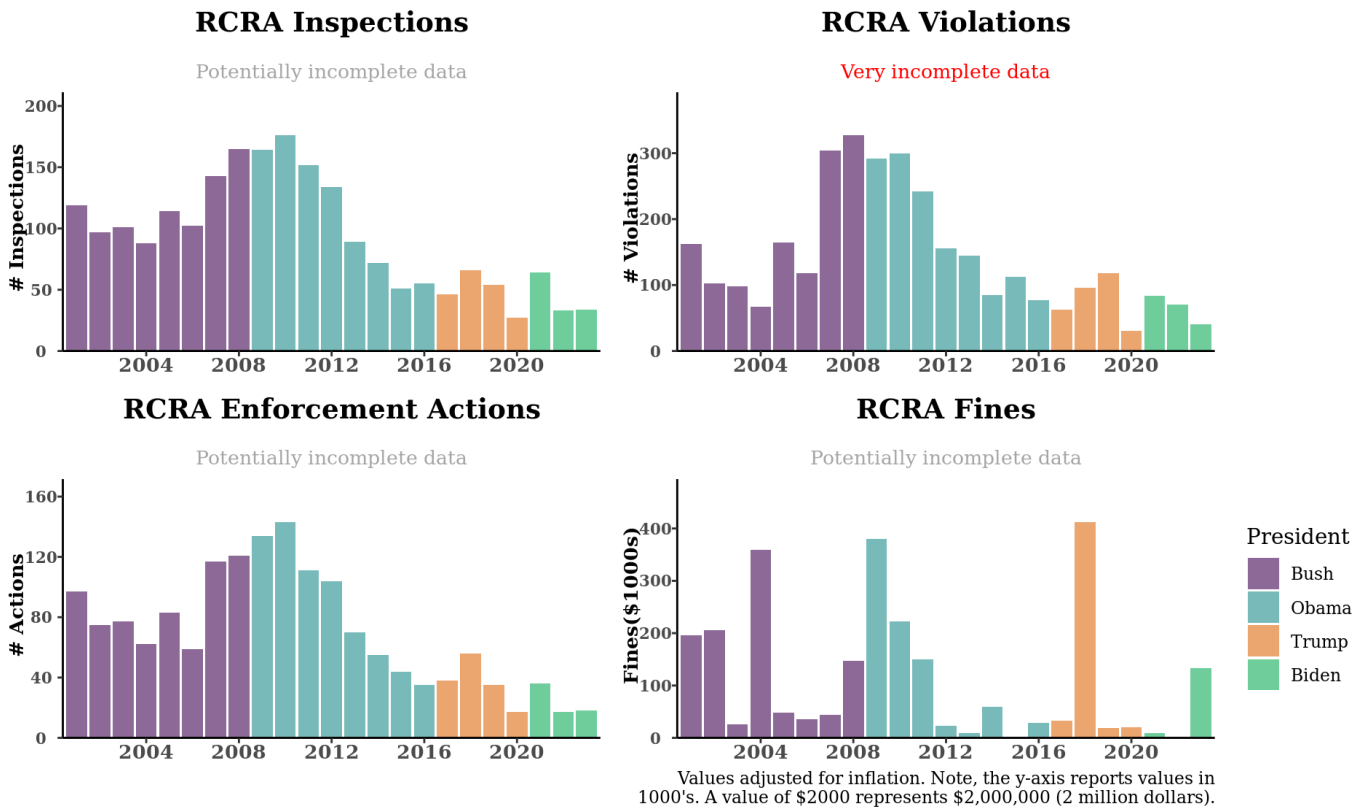 RCRA Inspections
Potentially incomplete data
# Inspections
200
150
100
50
0
2004 2008 2012 2016 2020
RCRA Violations
Very incomplete data
# Violations
300
200
100
0
2004 2008 2012 2016 2020
RCRA Enforcement Actions
Potentially incomplete data
# Actions
160
120
80
40
0
2004 2008 2012 2016 2020
RCRA Fines
Potentially incomplete data
Fines($1000s)
400
300
200
100
0
2004 2008 2012 2016 2020
President
Bush
Obama
Trump
Biden
Values adjusted for inflation. Note, the y-axis reports values in
1000's. A value of $2000 represents $2,000,000 (2 million dollars).